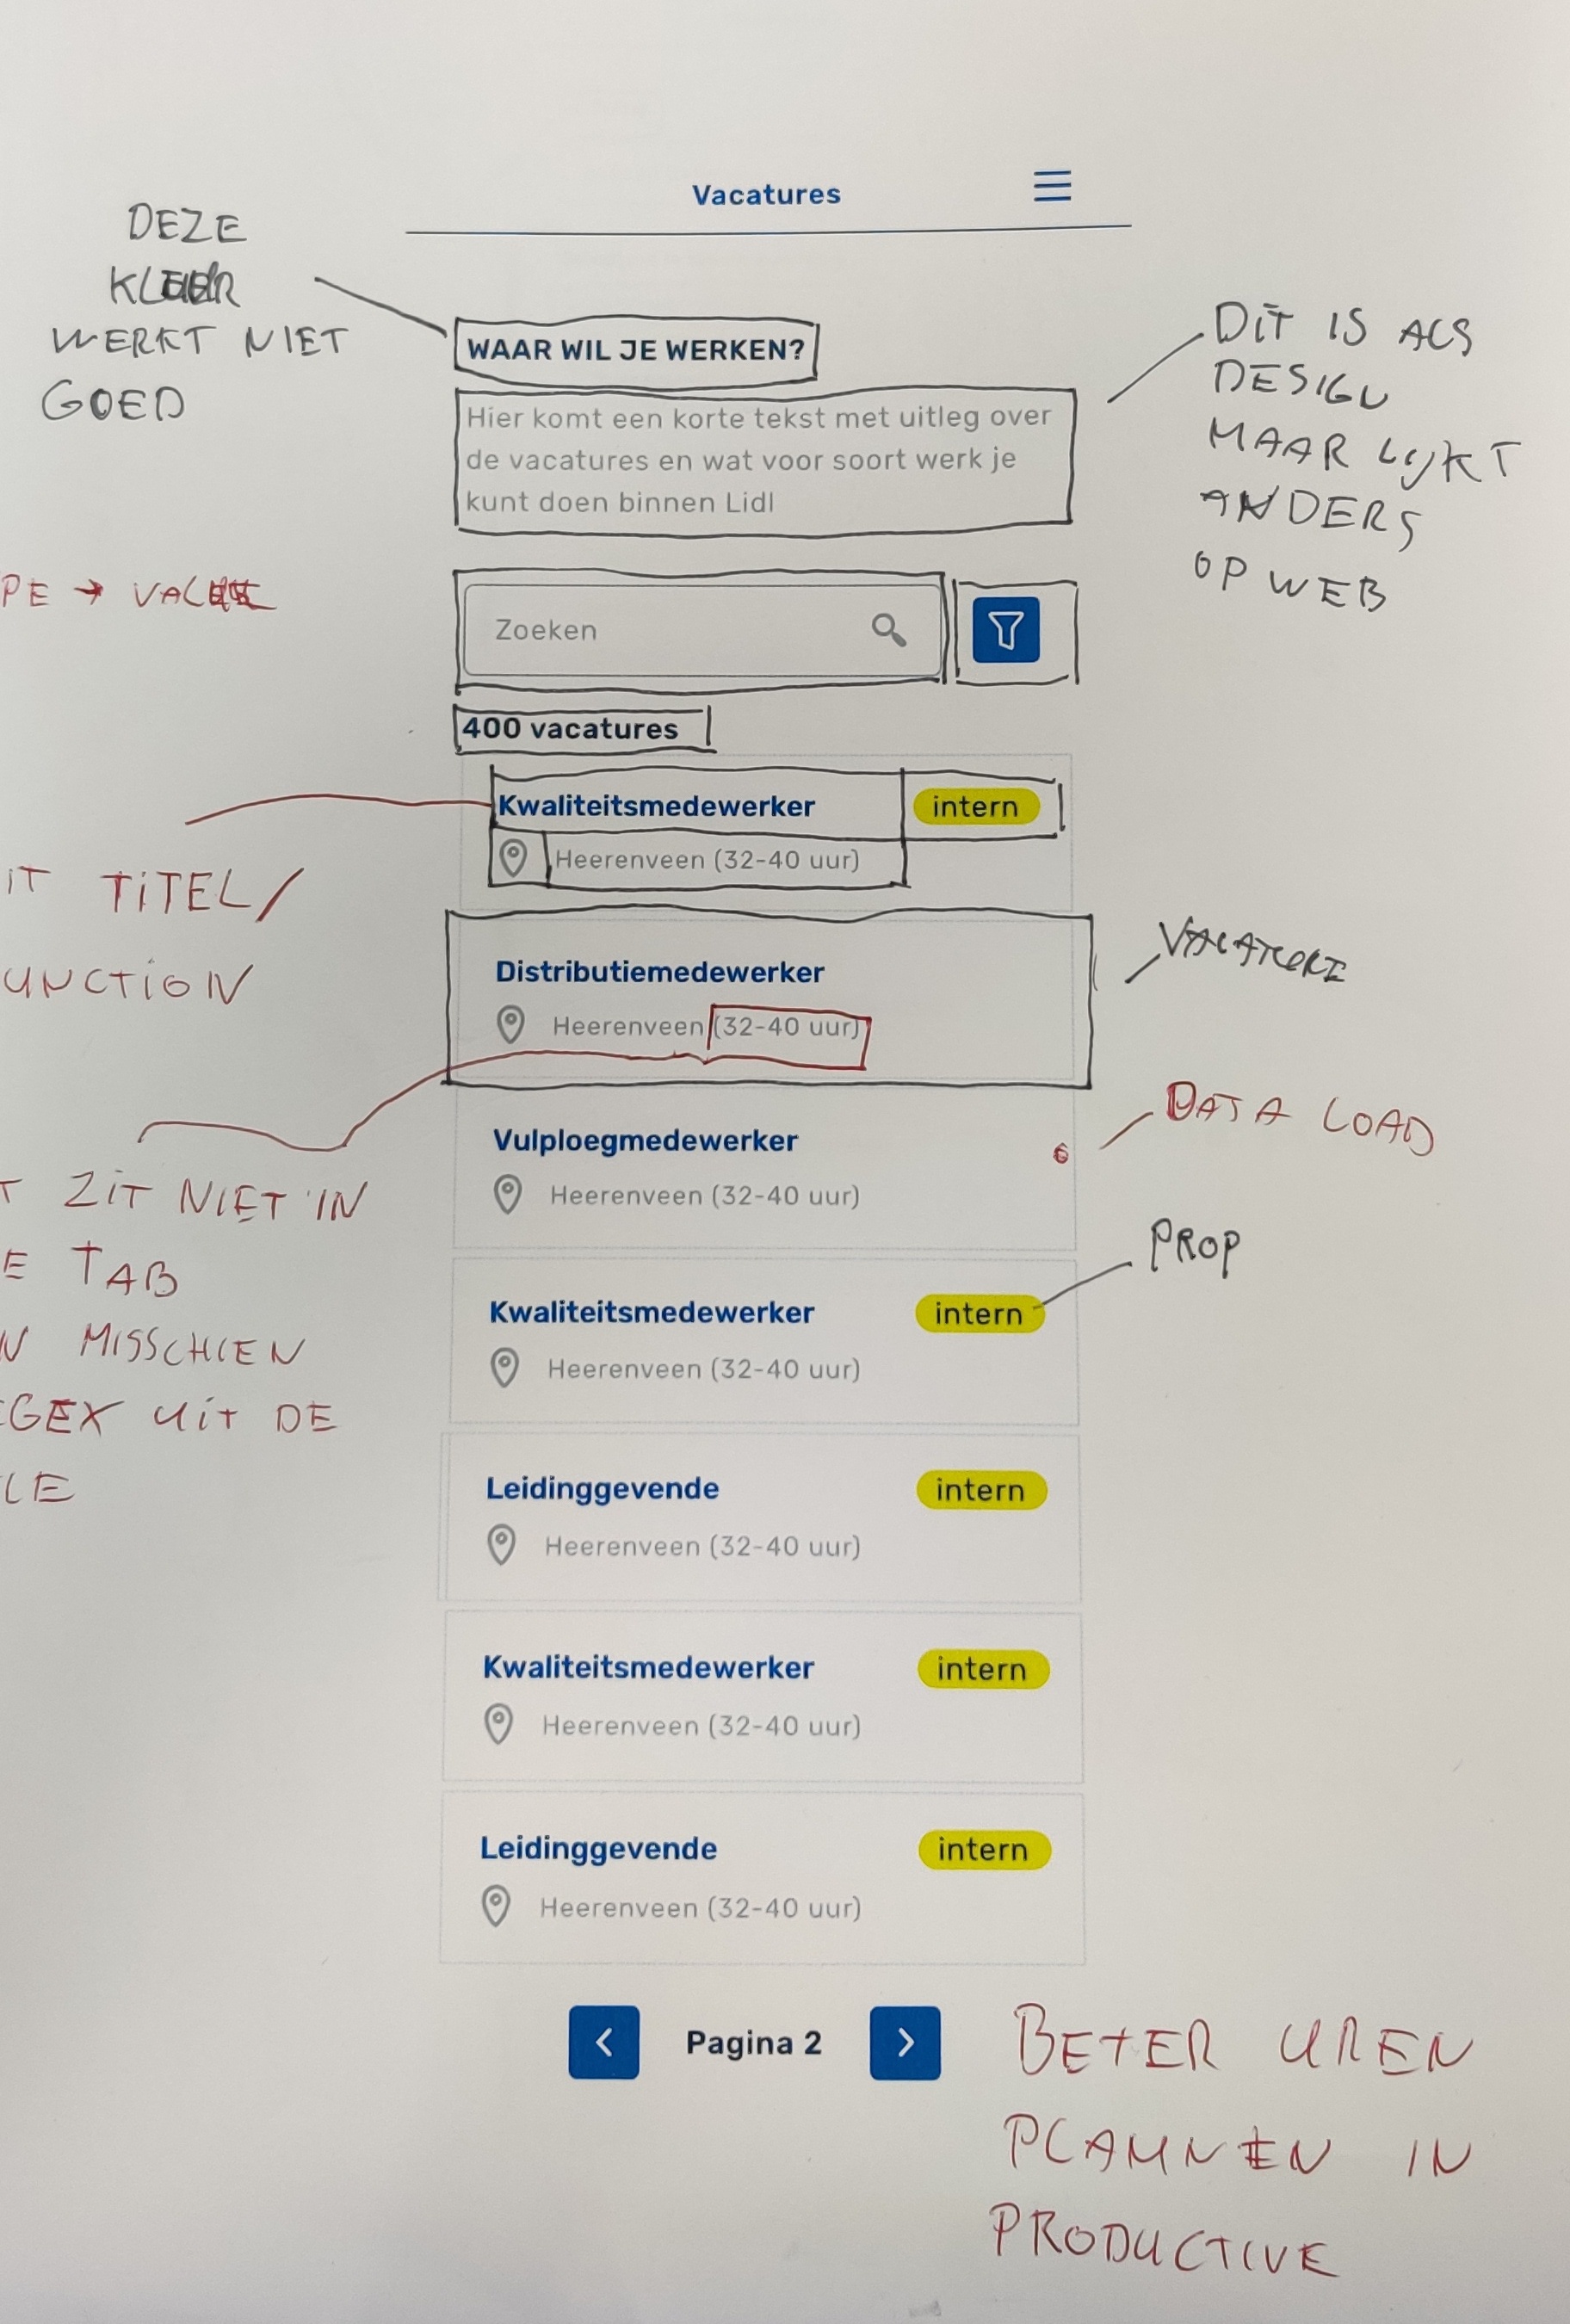 Vacatures
DEZE
KLEUR
WERKT NIET
GOED
WAAR WIL JE WERKEN?
Hier komt een korte tekst met uitleg over
de vacatures en wat voor soort werk je
kunt doen binnen Lidl
DIT IS ALS
DESIGN
MAAR LIJKT
ANDERS
OP WEB
PE →
Zoeken
400 vacatures
Kwaliteitsmedewerker intern
Heerenveen (32-40 uur)
IT TITEL/
UNCTION
Distributiemedewerker
Heerenveen (32-40 uur)
VACATURE
Vulploegmedewerker
Heerenveen (32-40 uur)
DATA LOAD
T ZIT NIET IN
E TAB
N MISSCHIEN
EGEX UIT DE
LE
PROP
Kwaliteitsmedewerker intern
Heerenveen (32-40 uur)
Leidinggevende intern
Heerenveen (32-40 uur)
Kwaliteitsmedewerker intern
Heerenveen (32-40 uur)
Leidinggevende intern
Heerenveen (32-40 uur)
< Pagina 2 >
BETER UREN
PLANNEN IN
PRODUCTIVE